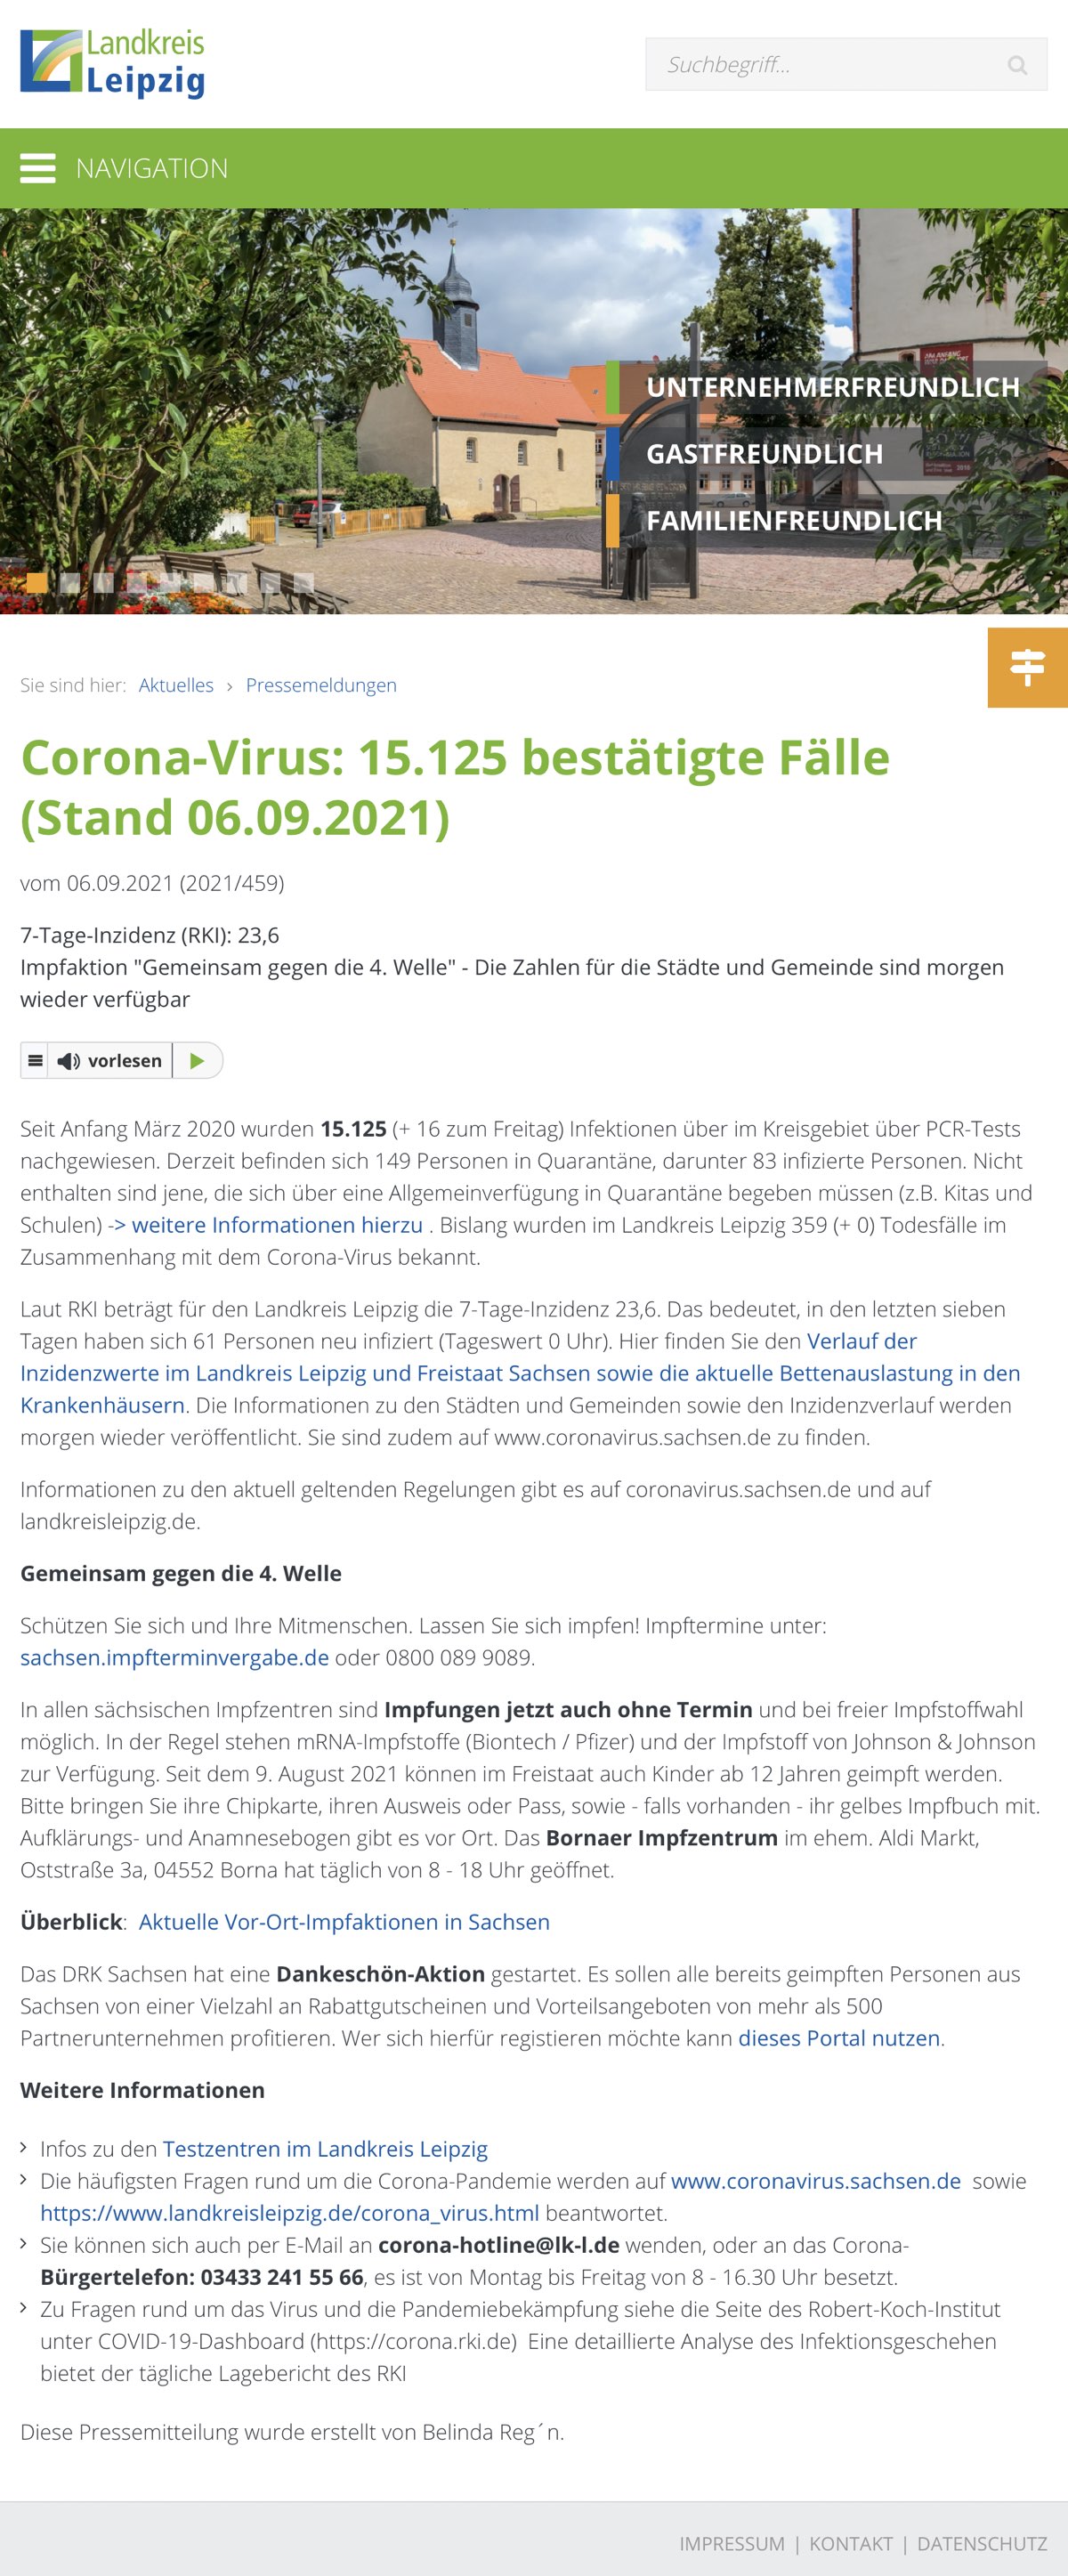 Landkreis
Leipzig
Suchbegriff...
NAVIGATION
UNTERNEHMERFREUNDLICH
GASTFREUNDLICH
FAMILIENFREUNDLICH
Sie sind hier: Aktuelles › Pressemeldungen
Corona-Virus: 15.125 bestätigte Fälle
(Stand 06.09.2021)
vom 06.09.2021 (2021/459)
7-Tage-Inzidenz (RKI): 23,6
Impfaktion "Gemeinsam gegen die 4. Welle" - Die Zahlen für die Städte und Gemeinde sind morgen
wieder verfügbar
vorlesen
Seit Anfang März 2020 wurden 15.125 (+ 16 zum Freitag) Infektionen über im Kreisgebiet über PCR-Tests
nachgewiesen. Derzeit befinden sich 149 Personen in Quarantäne, darunter 83 infizierte Personen. Nicht
enthalten sind jene, die sich über eine Allgemeinverfügung in Quarantäne begeben müssen (z.B. Kitas und
Schulen) -> weitere Informationen hierzu . Bislang wurden im Landkreis Leipzig 359 (+ 0) Todesfälle im
Zusammenhang mit dem Corona-Virus bekannt.
Laut RKI beträgt für den Landkreis Leipzig die 7-Tage-Inzidenz 23,6. Das bedeutet, in den letzten sieben
Tagen haben sich 61 Personen neu infiziert (Tageswert 0 Uhr). Hier finden Sie den Verlauf der
Inzidenzwerte im Landkreis Leipzig und Freistaat Sachsen sowie die aktuelle Bettenauslastung in den
Krankenhäusern. Die Informationen zu den Städten und Gemeinden sowie den Inzidenzverlauf werden
morgen wieder veröffentlicht. Sie sind zudem auf www.coronavirus.sachsen.de zu finden.
Informationen zu den aktuell geltenden Regelungen gibt es auf coronavirus.sachsen.de und auf
landkreisleipzig.de.
Gemeinsam gegen die 4. Welle
Schützen Sie sich und Ihre Mitmenschen. Lassen Sie sich impfen! Impftermine unter:
sachsen.impfterminvergabe.de oder 0800 089 9089.
In allen sächsischen Impfzentren sind Impfungen jetzt auch ohne Termin und bei freier Impfstoffwahl
möglich. In der Regel stehen mRNA-Impfstoffe (Biontech / Pfizer) und der Impfstoff von Johnson & Johnson
zur Verfügung. Seit dem 9. August 2021 können im Freistaat auch Kinder ab 12 Jahren geimpft werden.
Bitte bringen Sie ihre Chipkarte, ihren Ausweis oder Pass, sowie - falls vorhanden - ihr gelbes Impfbuch mit.
Aufklärungs- und Anamnesebogen gibt es vor Ort. Das Bornaer Impfzentrum im ehem. Aldi Markt,
Oststraße 3a, 04552 Borna hat täglich von 8 - 18 Uhr geöffnet.
Überblick: Aktuelle Vor-Ort-Impfaktionen in Sachsen
Das DRK Sachsen hat eine Dankeschön-Aktion gestartet. Es sollen alle bereits geimpften Personen aus
Sachsen von einer Vielzahl an Rabattgutscheinen und Vorteilsangeboten von mehr als 500
Partnerunternehmen profitieren. Wer sich hierfür registieren möchte kann dieses Portal nutzen.
Weitere Informationen
› Infos zu den Testzentren im Landkreis Leipzig
› Die häufigsten Fragen rund um die Corona-Pandemie werden auf www.coronavirus.sachsen.de sowie
https://www.landkreisleipzig.de/corona_virus.html beantwortet.
› Sie können sich auch per E-Mail an corona-hotline@lk-l.de wenden, oder an das Corona-
Bürgertelefon: 03433 241 55 66, es ist von Montag bis Freitag von 8 - 16.30 Uhr besetzt.
› Zu Fragen rund um das Virus und die Pandemiebekämpfung siehe die Seite des Robert-Koch-Institut
unter COVID-19-Dashboard (https://corona.rki.de) Eine detaillierte Analyse des Infektionsgeschehen
bietet der tägliche Lagebericht des RKI
Diese Pressemitteilung wurde erstellt von Belinda Reg´n.
IMPRESSUM | KONTAKT | DATENSCHUTZ